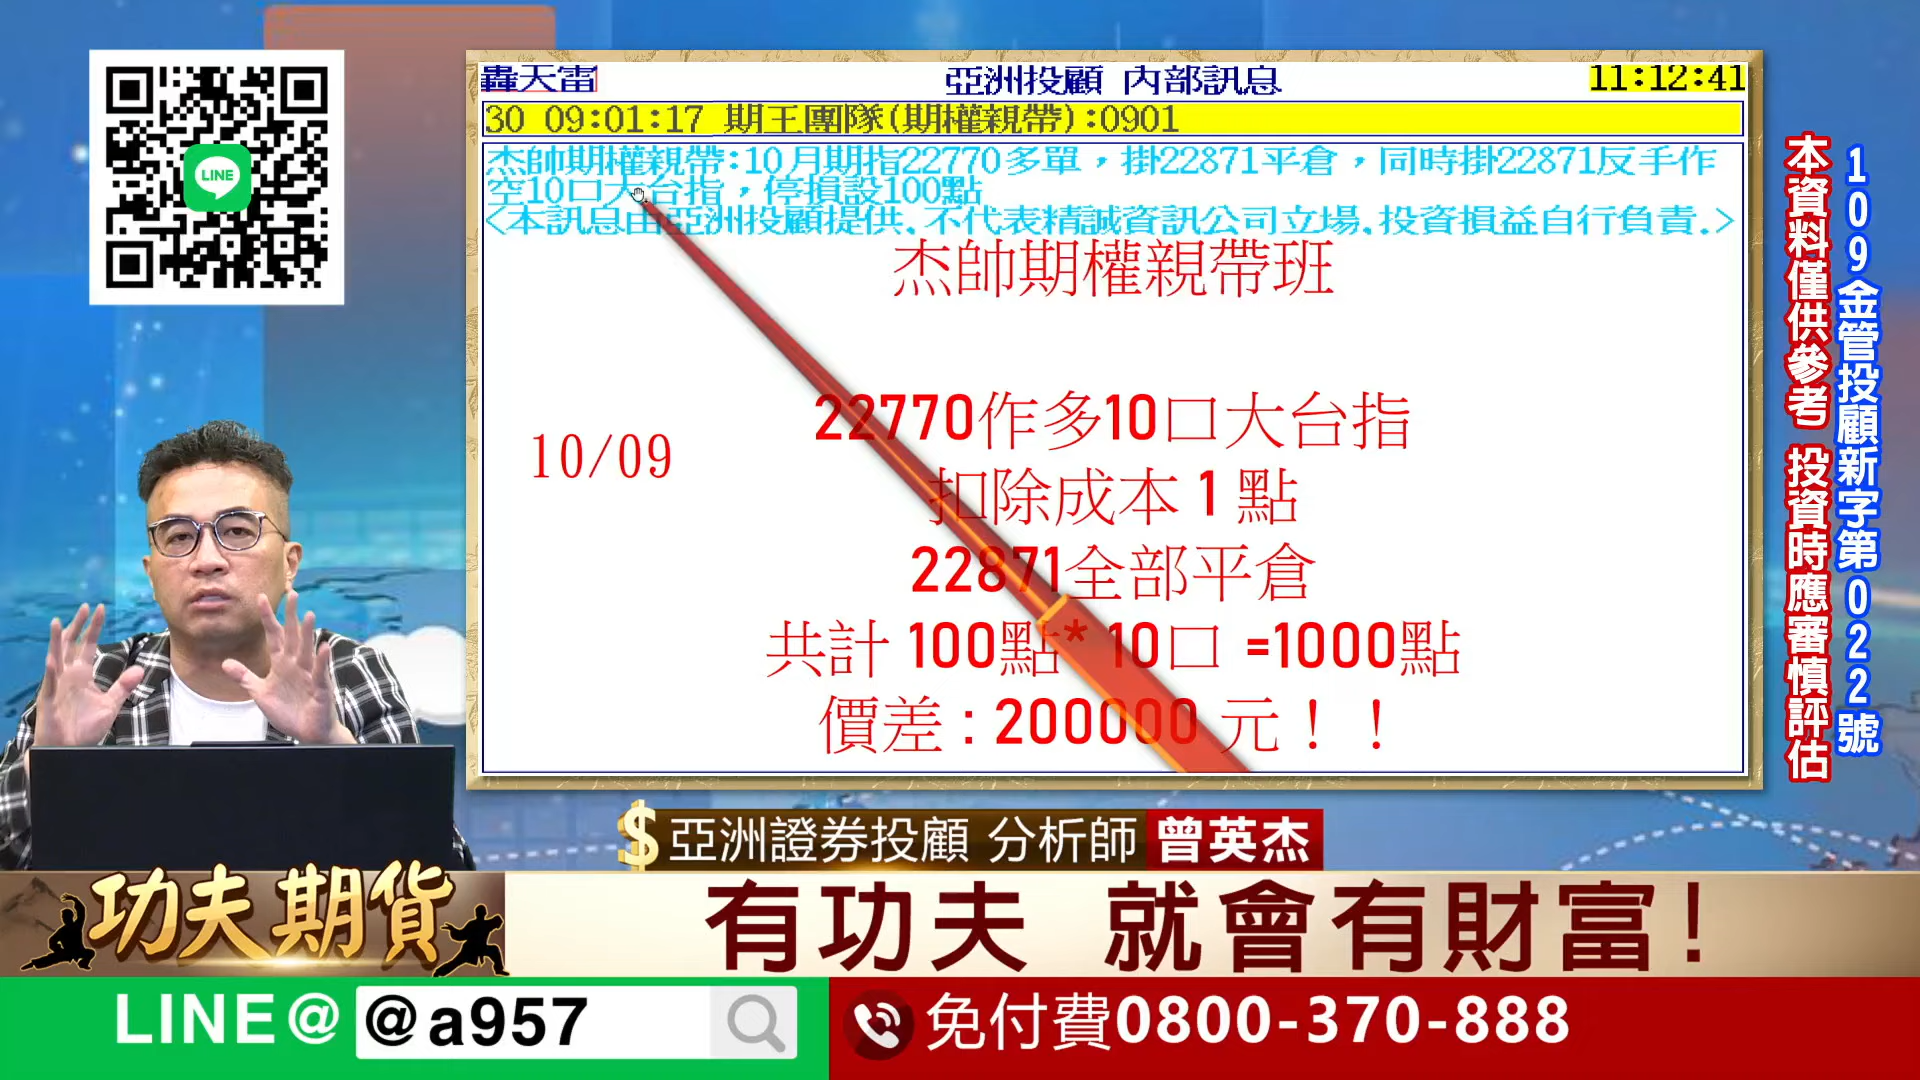 LINE
轟天雷
亞洲投顧 內部訊息
11:12:41
30 09:01:17 期王團隊(期權親帶):0901
杰帥期權親帶:10月期指22770多單，掛22871平倉，同時掛22871反手作
空10口大台指，停損設100點
<本訊息由亞洲投顧提供.不代表精誠資訊公司立場.投資損益自行負責.>
杰帥期權親帶班
10/09
22770作多10口大台指
扣除成本 1 點
22871全部平倉
共計 100點* 10口 =1000點
價差 : 200000 元！！
109金管投顧新字第022號
本資料僅供參考 投資時應審慎評估
$亞洲證券投顧 分析師 曾英杰
功夫期貨
有功夫 就會有財富!
LINE@ @a957
免付費0800-370-888